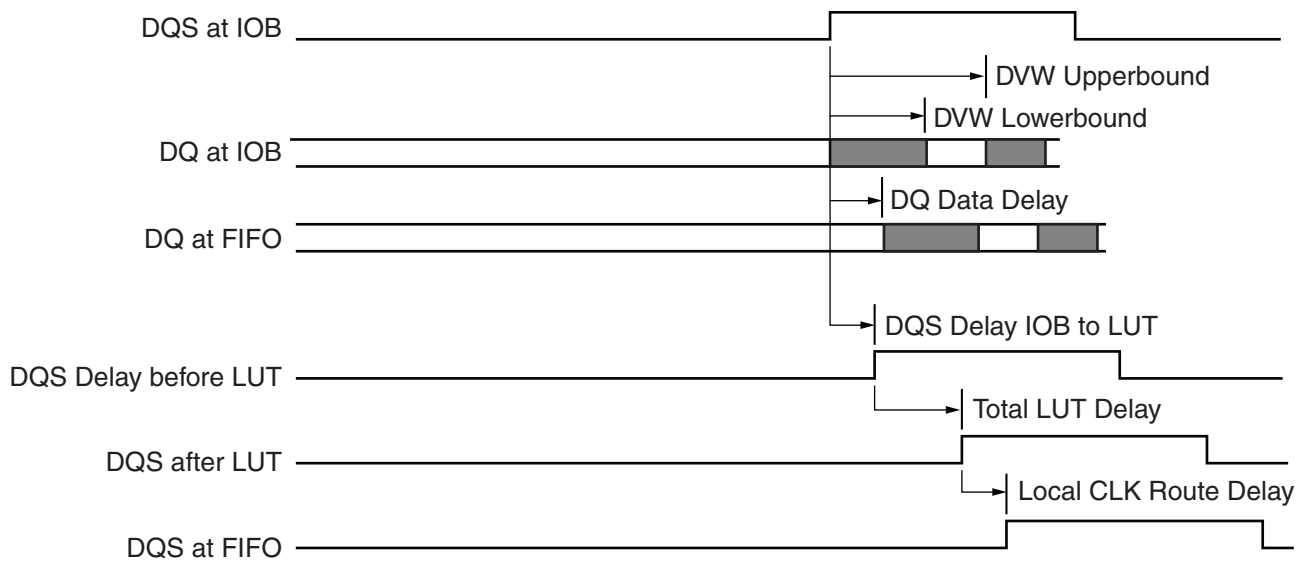 DQS at IOB
DVW Upperbound
DVW Lowerbound
DQ at IOB
DQ Data Delay
DQ at FIFO
DQS Delay IOB to LUT
DQS Delay before LUT
Total LUT Delay
DQS after LUT
Local CLK Route Delay
DQS at FIFO